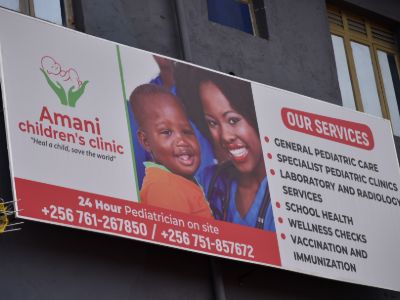 Amani
children's clinic
"Heal a child, save the world"
24 Hour Pediatrician on site
+256 761-267850 / +256 751-857672
OUR SERVICES
• GENERAL PEDIATRIC CARE
• SPECIALIST PEDIATRIC CLINICS
• LABORATORY AND RADIOLOGY
SERVICES
• SCHOOL HEALTH
• WELLNESS CHECKS
• VACCINATION AND
IMMUNIZATION